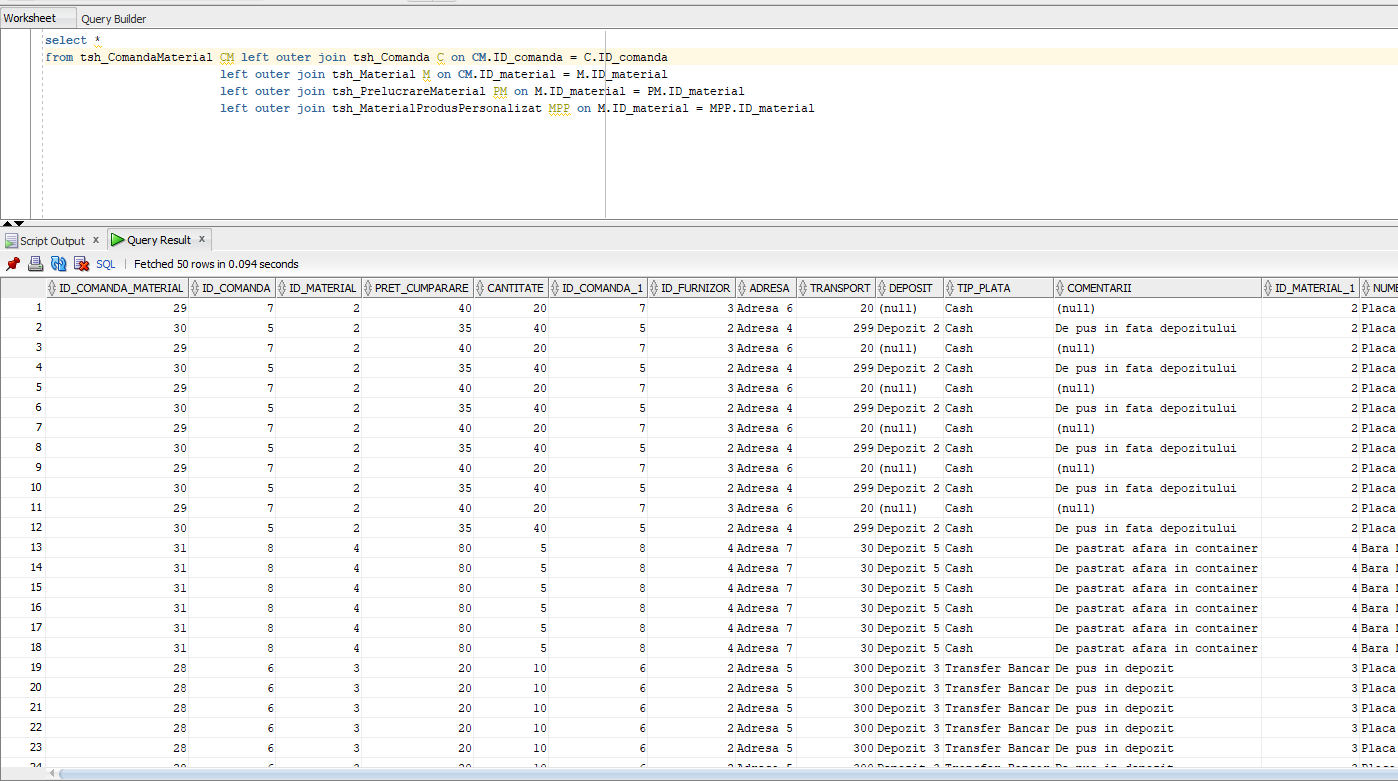 Worksheet Query Builder
select *
from tsh_ComandaMaterial CM left outer join tsh_Comanda C on CM.ID_comanda = C.ID_comanda
left outer join tsh_Material M on CM.ID_material = M.ID_material
left outer join tsh_PrelucrareMaterial PM on M.ID_material = PM.ID_material
left outer join tsh_MaterialProdusPersonalizat MPP on M.ID_material = MPP.ID_material
Script Output x Query Result x
SQL | Fetched 50 rows in 0.094 seconds
ID_COMANDA_MATERIAL ID_COMANDA ID_MATERIAL PRET_CUMPARARE CANTITATE ID_COMANDA_1 ID_FURNIZOR ADRESA TRANSPORT DEPOSIT TIP_PLATA COMENTARII ID_MATERIAL_1 NUME
1 29 7 2 40 20 7 3 Adresa 6 20 (null) Cash (null) 2 Placa
2 30 5 2 35 40 5 2 Adresa 4 299 Depozit 2 Cash De pus in fata depozitului 2 Placa
3 29 7 2 40 20 7 3 Adresa 6 20 (null) Cash (null) 2 Placa
4 30 5 2 35 40 5 2 Adresa 4 299 Depozit 2 Cash De pus in fata depozitului 2 Placa
5 29 7 2 40 20 7 3 Adresa 6 20 (null) Cash (null) 2 Placa
6 30 5 2 35 40 5 2 Adresa 4 299 Depozit 2 Cash De pus in fata depozitului 2 Placa
7 29 7 2 40 20 7 3 Adresa 6 20 (null) Cash (null) 2 Placa
8 30 5 2 35 40 5 2 Adresa 4 299 Depozit 2 Cash De pus in fata depozitului 2 Placa
9 29 7 2 40 20 7 3 Adresa 6 20 (null) Cash (null) 2 Placa
10 30 5 2 35 40 5 2 Adresa 4 299 Depozit 2 Cash De pus in fata depozitului 2 Placa
11 29 7 2 40 20 7 3 Adresa 6 20 (null) Cash (null) 2 Placa
12 30 5 2 35 40 5 2 Adresa 4 299 Depozit 2 Cash De pus in fata depozitului 2 Placa
13 31 8 4 80 5 8 4 Adresa 7 30 Depozit 5 Cash De pastrat afara in container 4 Bara
14 31 8 4 80 5 8 4 Adresa 7 30 Depozit 5 Cash De pastrat afara in container 4 Bara
15 31 8 4 80 5 8 4 Adresa 7 30 Depozit 5 Cash De pastrat afara in container 4 Bara
16 31 8 4 80 5 8 4 Adresa 7 30 Depozit 5 Cash De pastrat afara in container 4 Bara
17 31 8 4 80 5 8 4 Adresa 7 30 Depozit 5 Cash De pastrat afara in container 4 Bara
18 31 8 4 80 5 8 4 Adresa 7 30 Depozit 5 Cash De pastrat afara in container 4 Bara
19 28 6 3 20 10 6 2 Adresa 5 300 Depozit 3 Transfer Bancar De pus in depozit 3 Placa
20 28 6 3 20 10 6 2 Adresa 5 300 Depozit 3 Transfer Bancar De pus in depozit 3 Placa
21 28 6 3 20 10 6 2 Adresa 5 300 Depozit 3 Transfer Bancar De pus in depozit 3 Placa
22 28 6 3 20 10 6 2 Adresa 5 300 Depozit 3 Transfer Bancar De pus in depozit 3 Placa
23 28 6 3 20 10 6 2 Adresa 5 300 Depozit 3 Transfer Bancar De pus in depozit 3 Placa